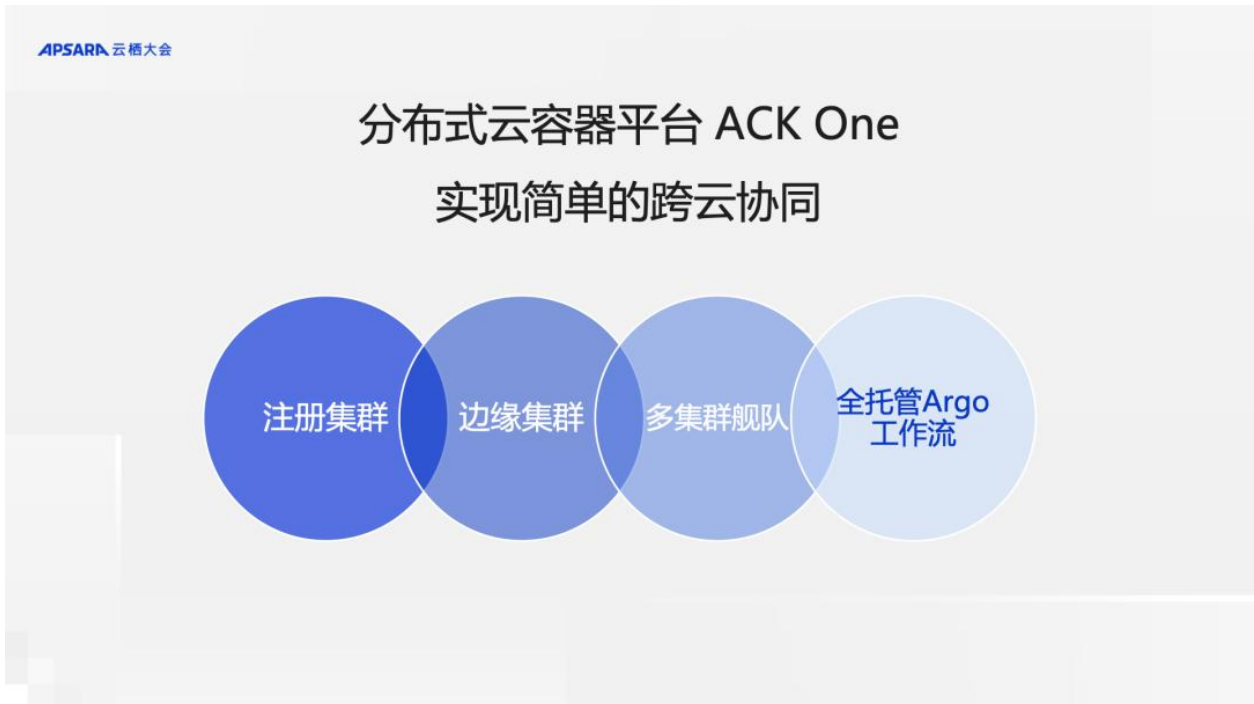 APSARA 云栖大会
分布式云容器平台 ACK One
实现简单的跨云协同
注册集群
边缘集群
多集群舰队
全托管Argo
工作流